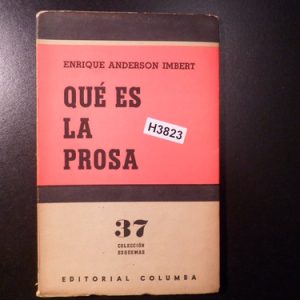 ENRIQUE ANDERSON IMBERT
QUÉ ES
LA
PROSA
H3823
37
COLECCIÓN
ESQUEMAS
EDITORIAL COLUMBA